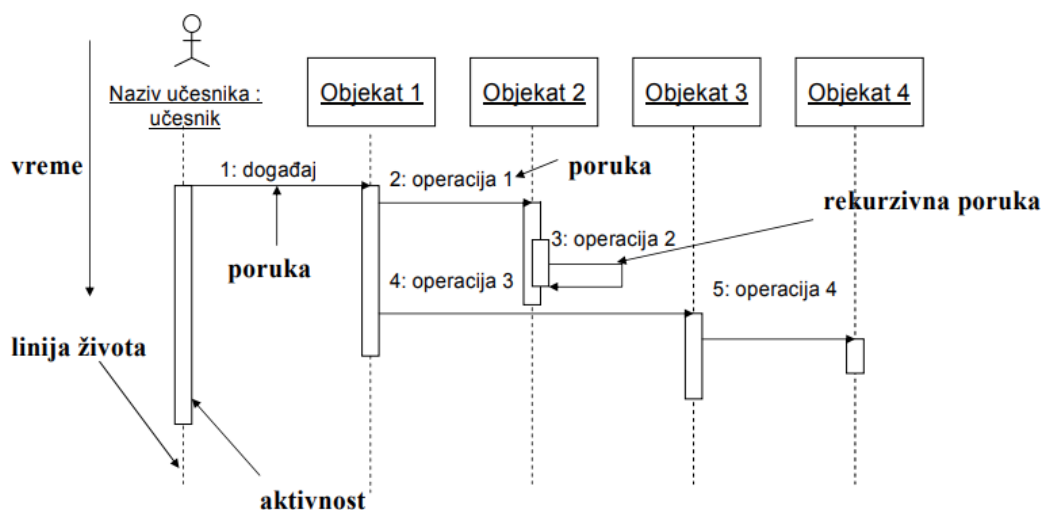 Naziv učesnika :
učesnik
Objekat 1
Objekat 2
Objekat 3
Objekat 4
vreme
1: događaj
2: operacija 1
poruka
rekurzivna poruka
3: operacija 2
poruka
4: operacija 3
5: operacija 4
linija života
aktivnost